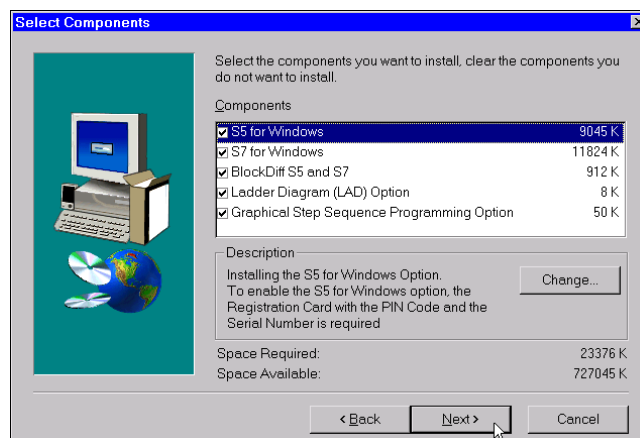 Select Components
Select the components you want to install, clear the components you
do not want to install.
Components
S5 for Windows 9045 K
S7 for Windows 11824 K
BlockDiff S5 and S7 912 K
Ladder Diagram (LAD) Option 8 K
Graphical Step Sequence Programming Option 50 K
Description
Installing the S5 for Windows Option.
To enable the S5 for Windows option, the
Registration Card with the PIN Code and the
Serial Number is required
Change...
Space Required: 23376 K
Space Available: 727045 K
< Back Next > Cancel